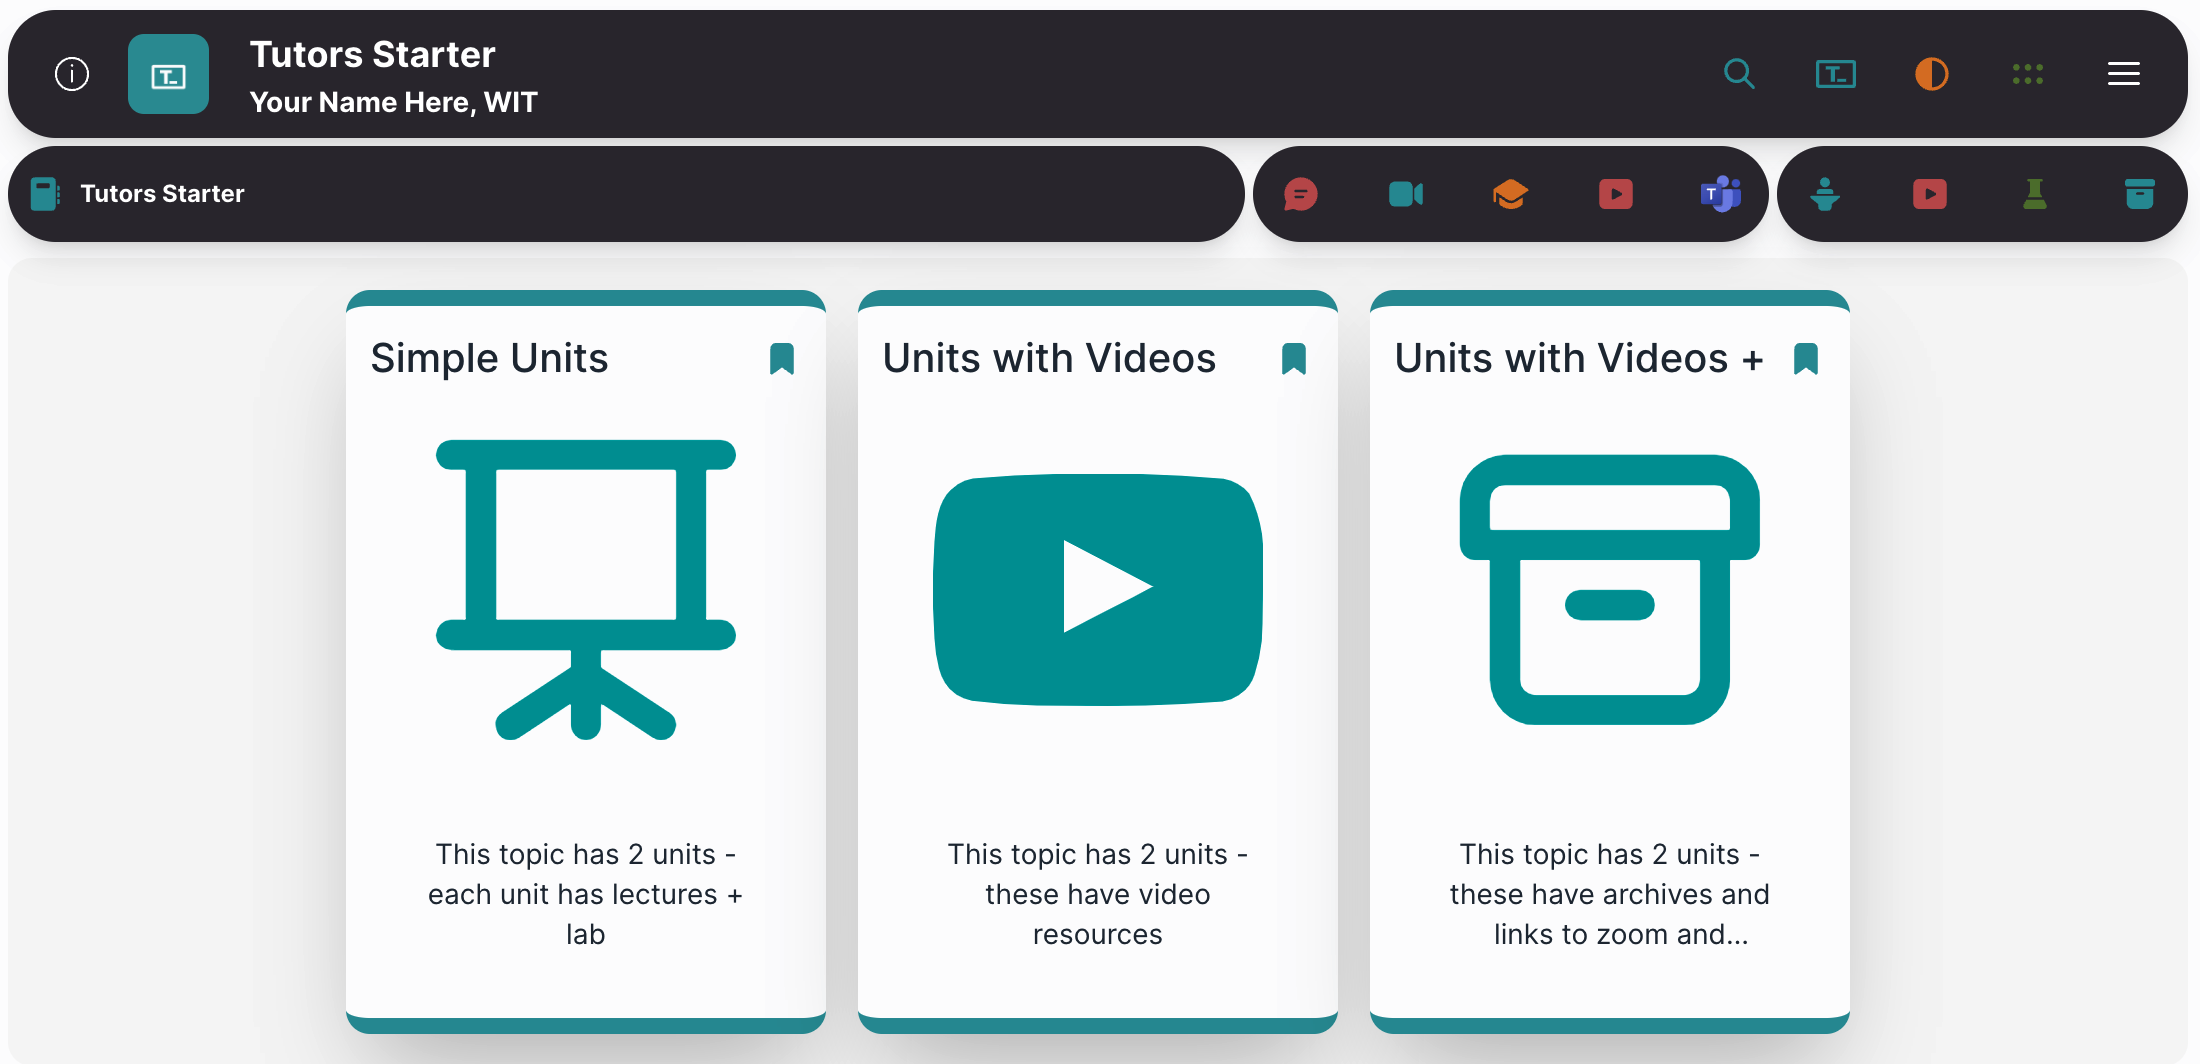 Tutors Starter
Your Name Here, WIT
T_
T_
Tutors Starter
T
Simple Units
Units with Videos
Units with Videos +
This topic has 2 units -
each unit has lectures +
lab
This topic has 2 units -
these have video
resources
This topic has 2 units -
these have archives and
links to zoom and...